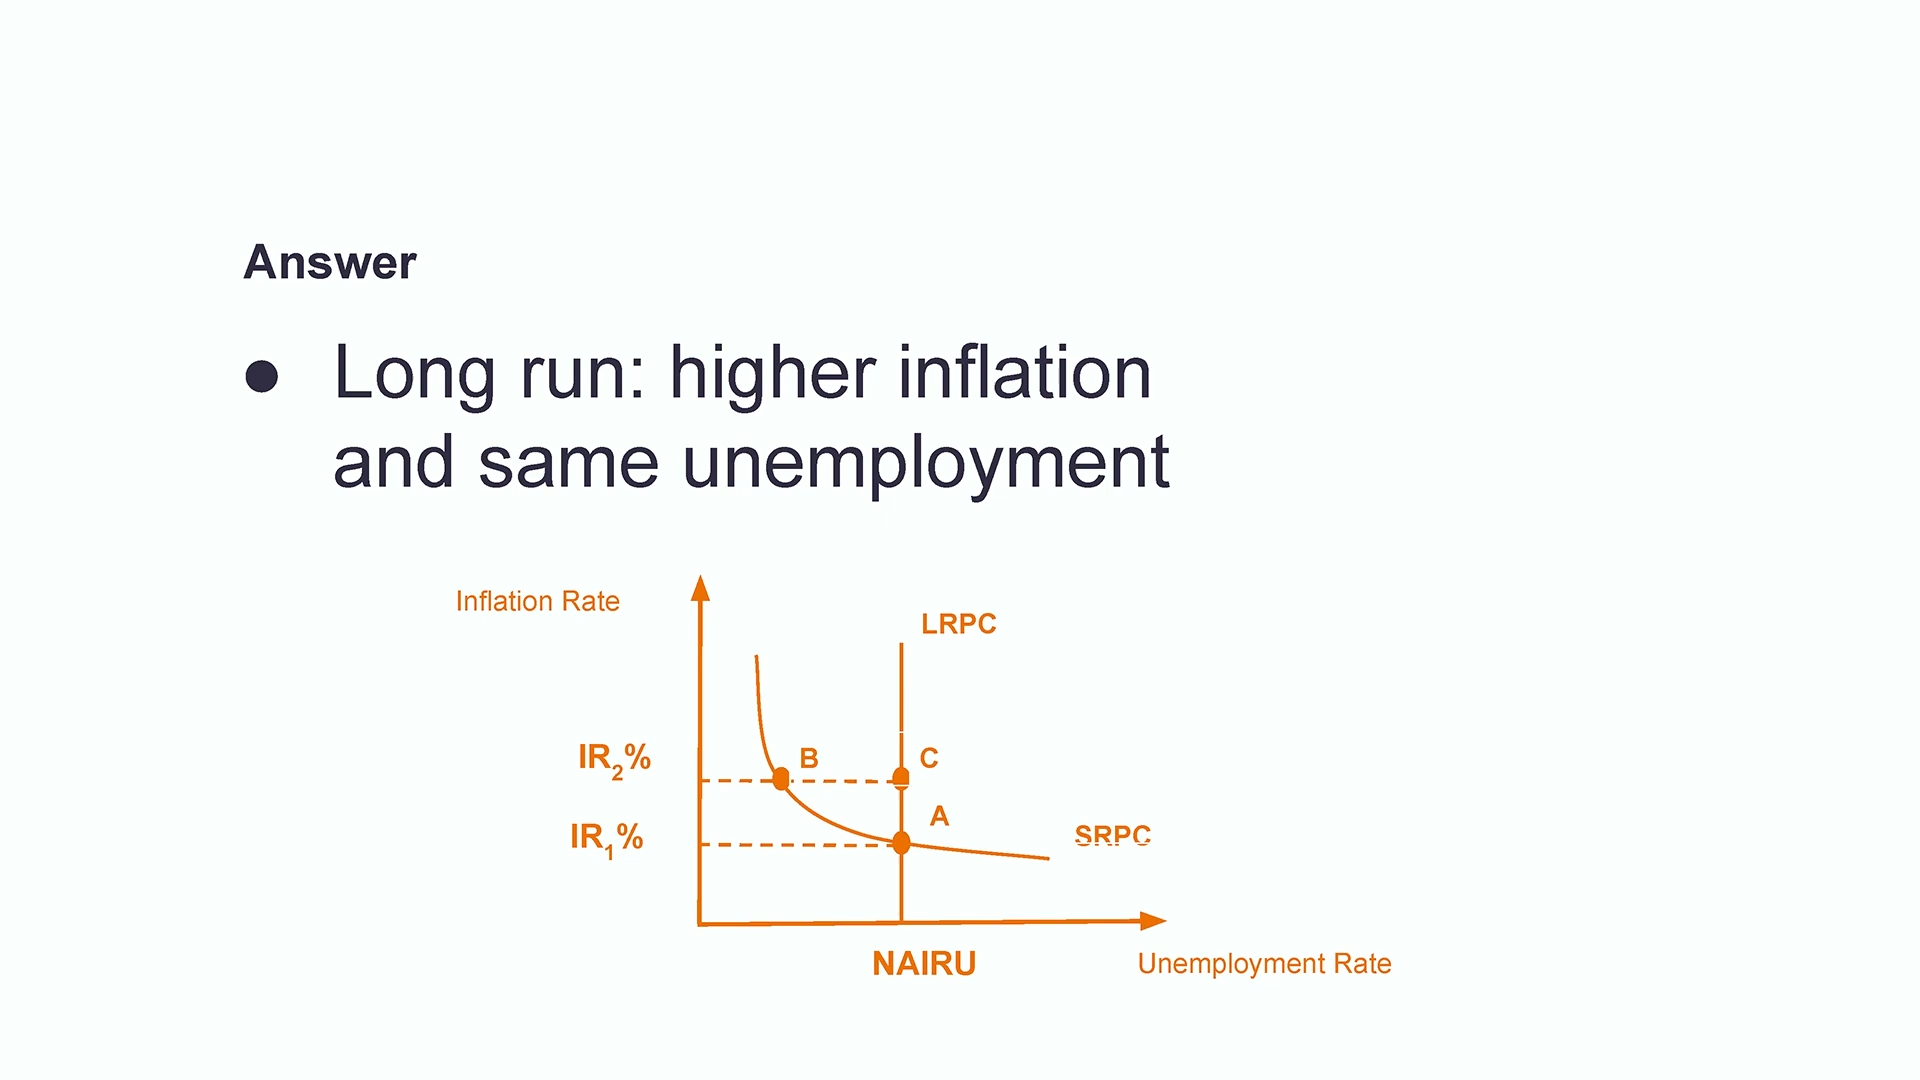 Answer
● Long run: higher inflation
and same unemployment
Inflation Rate
LRPC
IR2%
B
C
A
IR1%
SRPC
NAIRU
Unemployment Rate